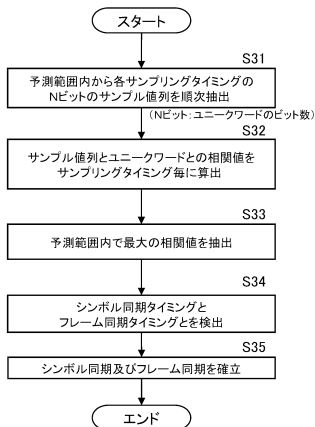 スタート
S31
予測範囲内から各サンプリングタイミングの
Nビットのサンプル値列を順次抽出
(Nビット:ユニークワードのビット数)
S32
サンプル値列とユニークワードとの相関値を
サンプリングタイミング毎に算出
S33
予測範囲内で最大の相関値を抽出
S34
シンボル同期タイミングと
フレーム同期タイミングとを検出
S35
シンボル同期及びフレーム同期を確立
エンド